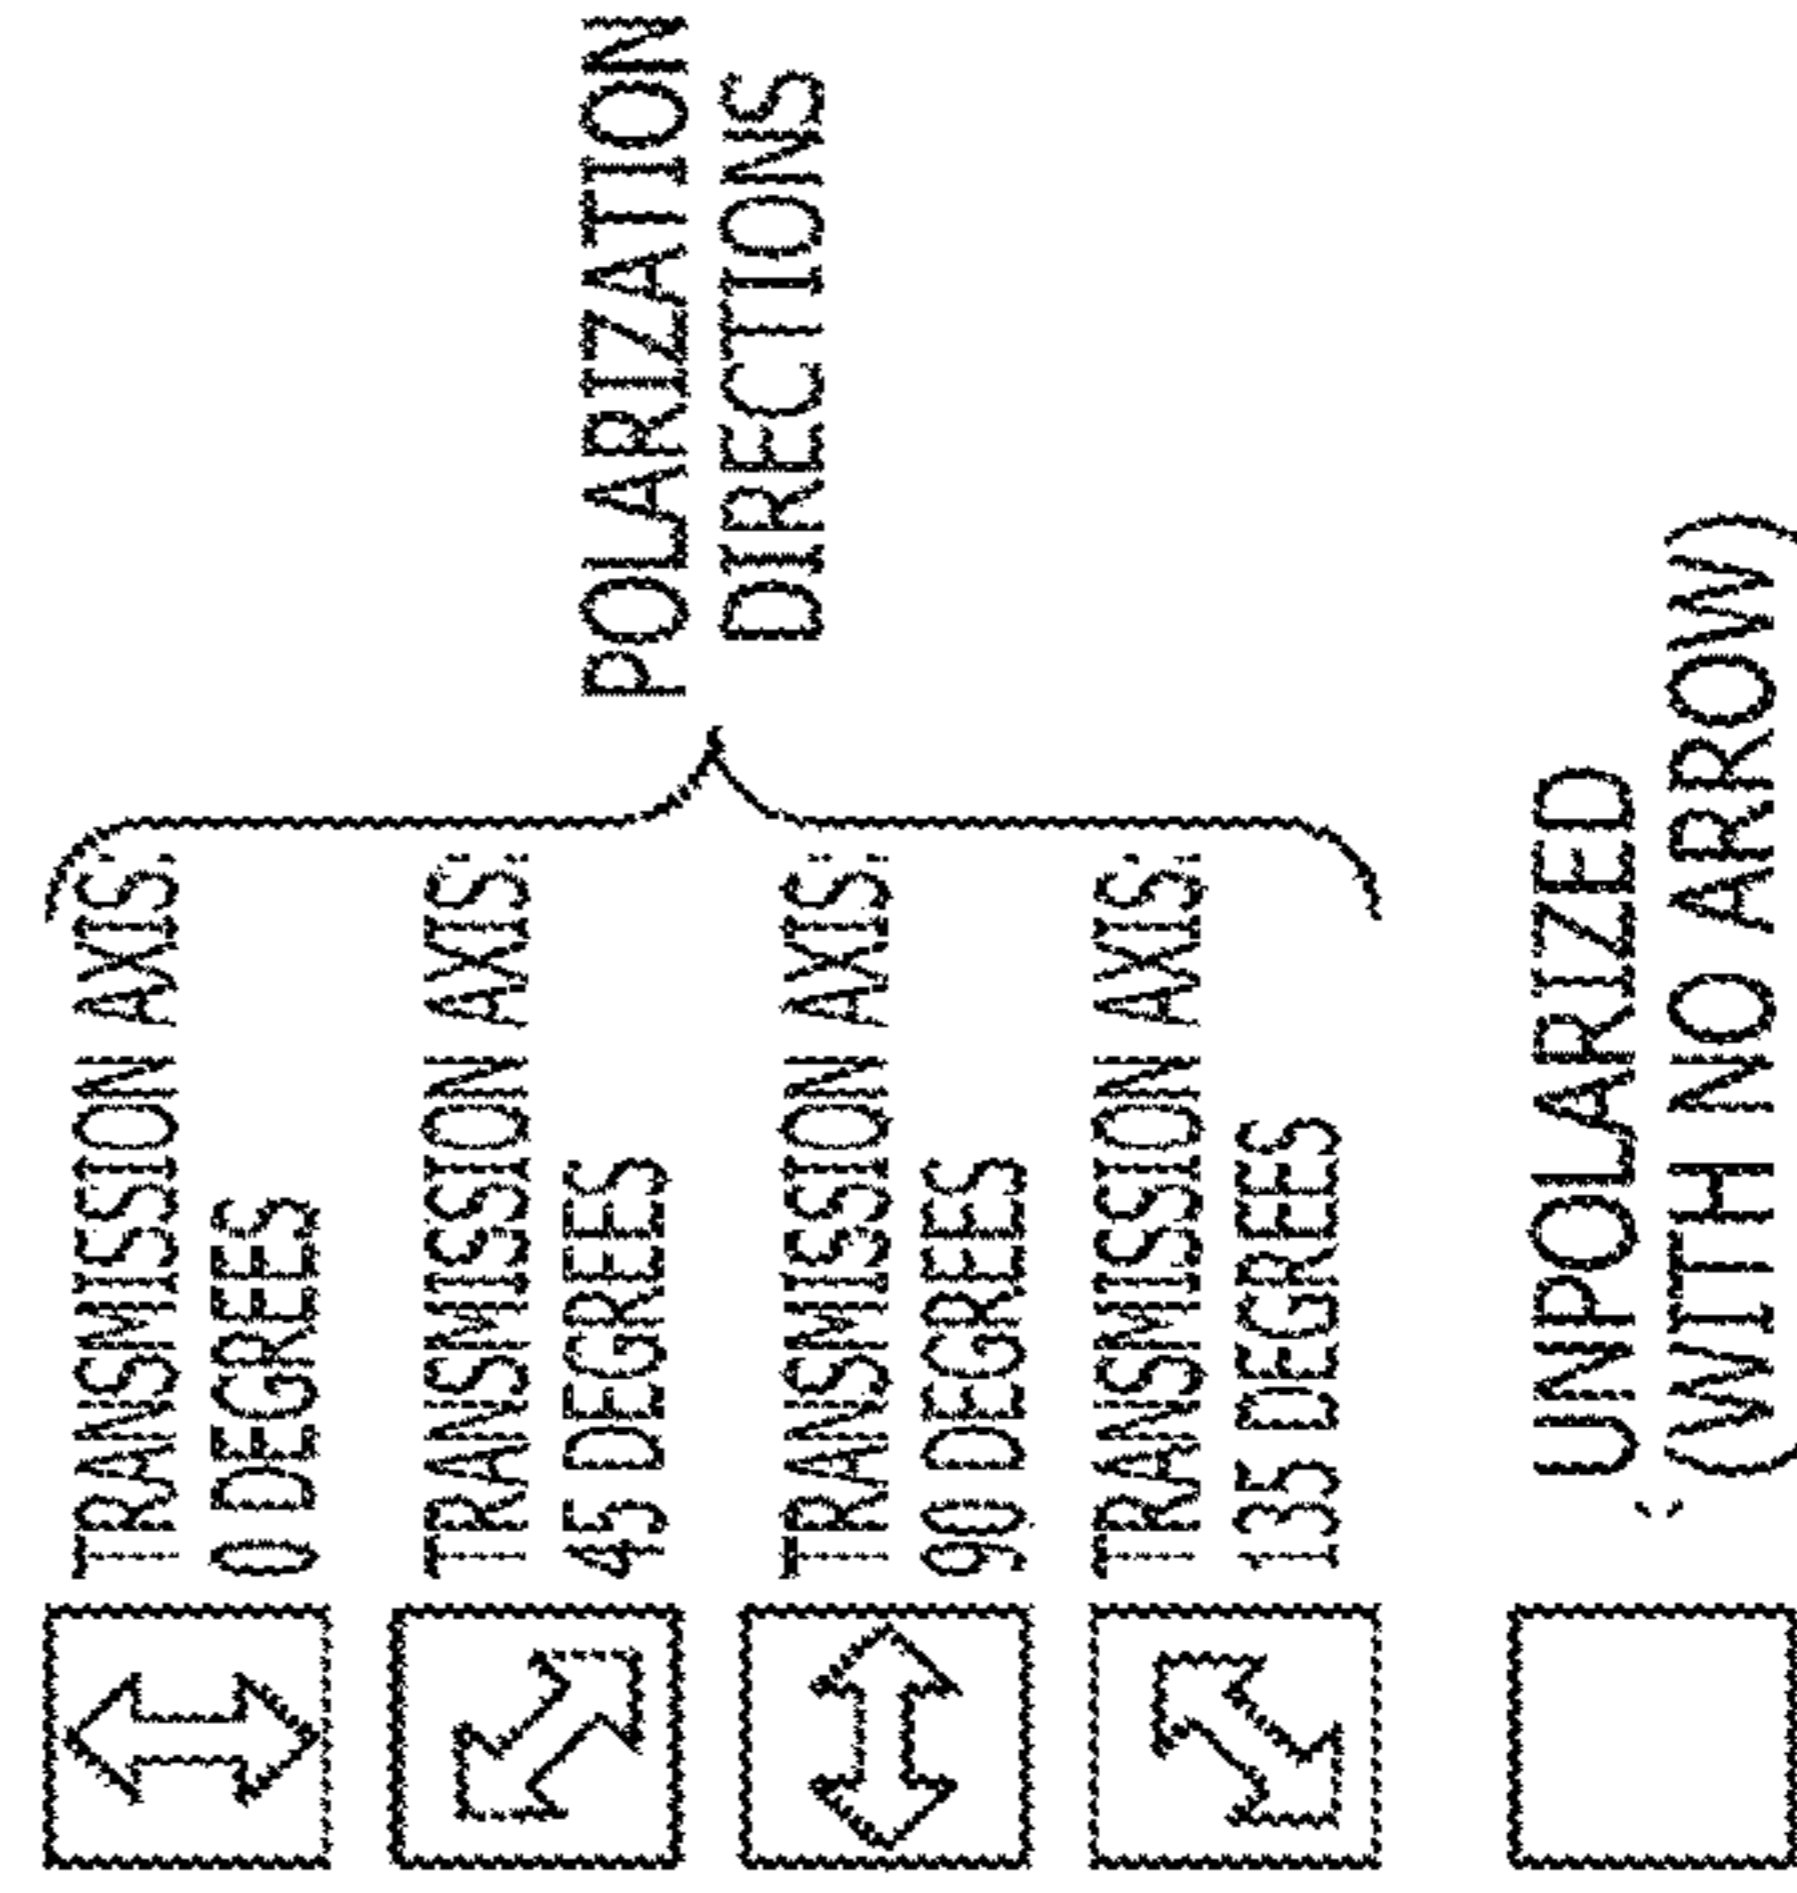 TRANSMISSION AXIS:
0 DEGREES
TRANSMISSION AXIS:
45 DEGREES
TRANSMISSION AXIS:
90 DEGREES
TRANSMISSION AXIS:
135 DEGREES
POLARIZATION
DIRECTIONS
: UNPOLARIZED
(WITH NO ARROW)